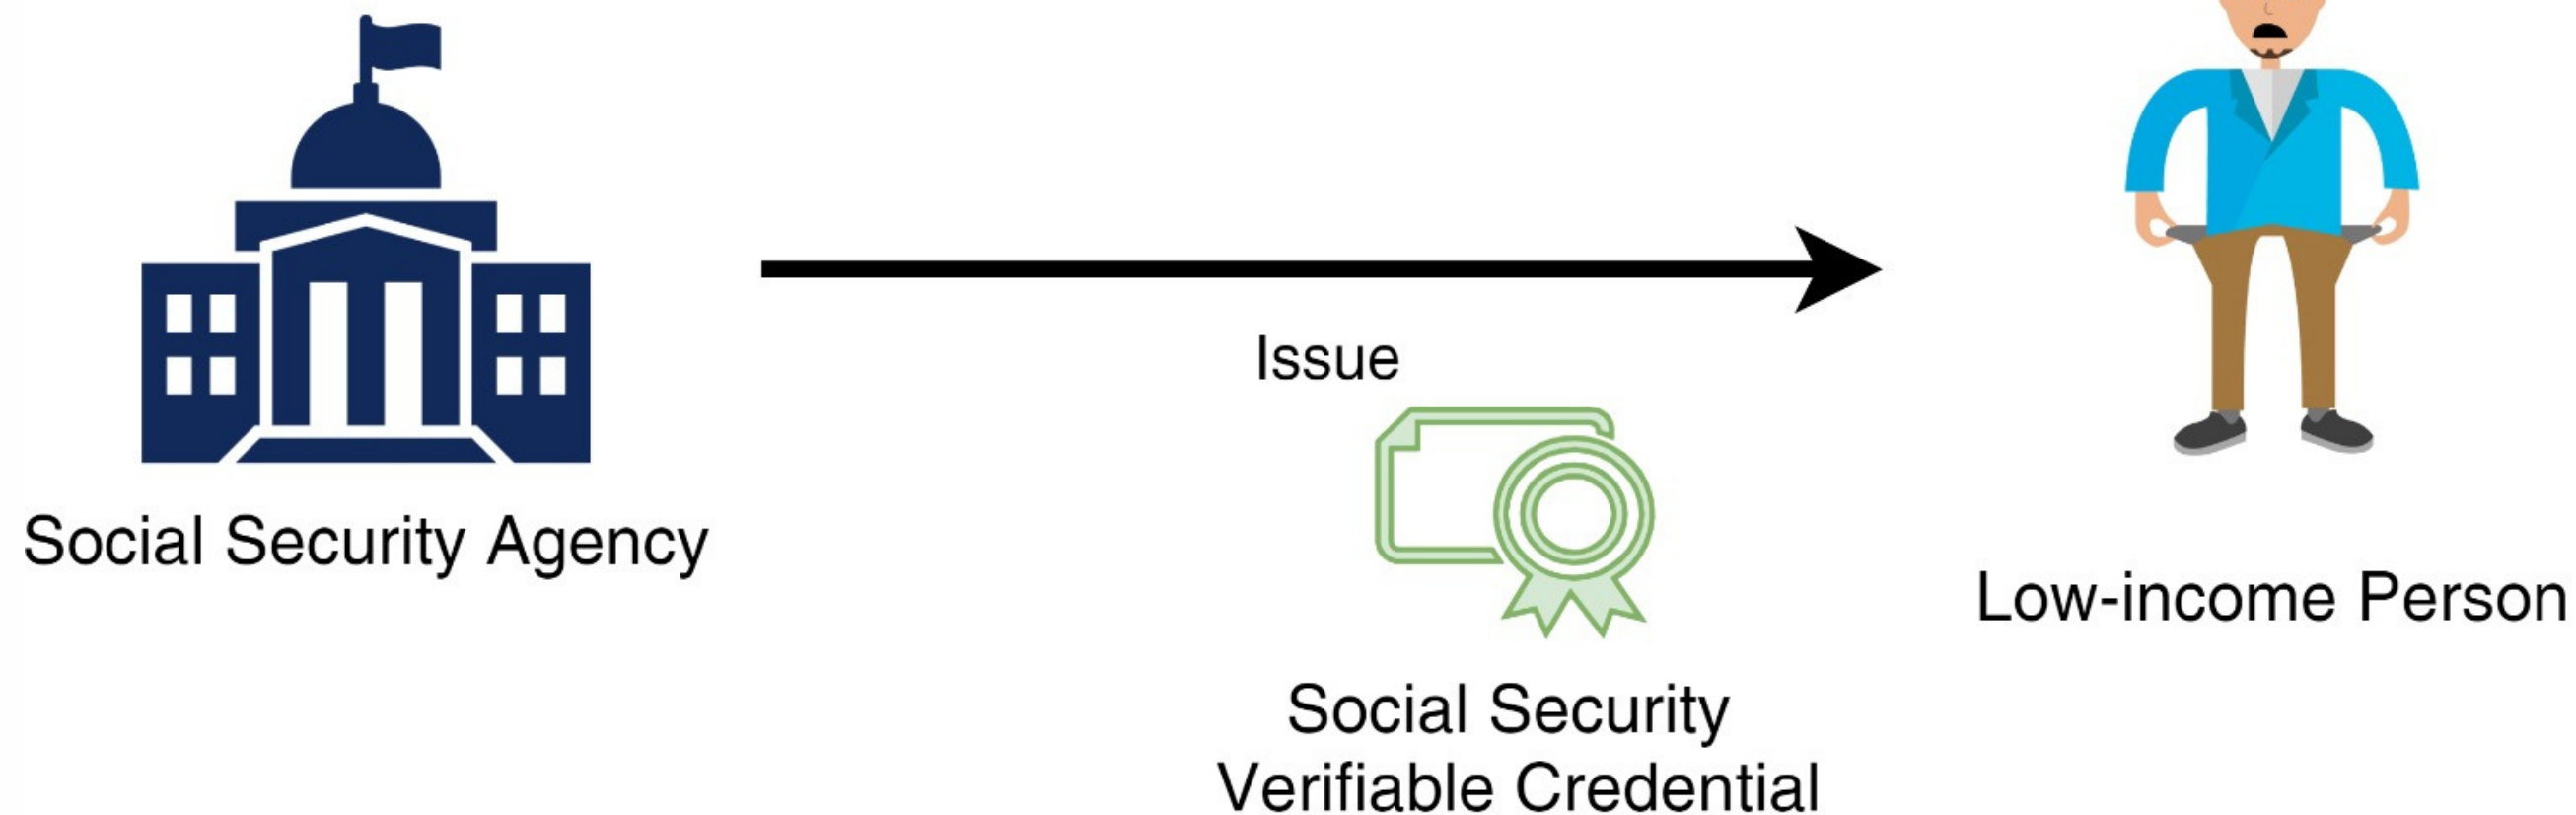 Issue
Social Security Agency
Low-income Person
Social Security
Verifiable Credential